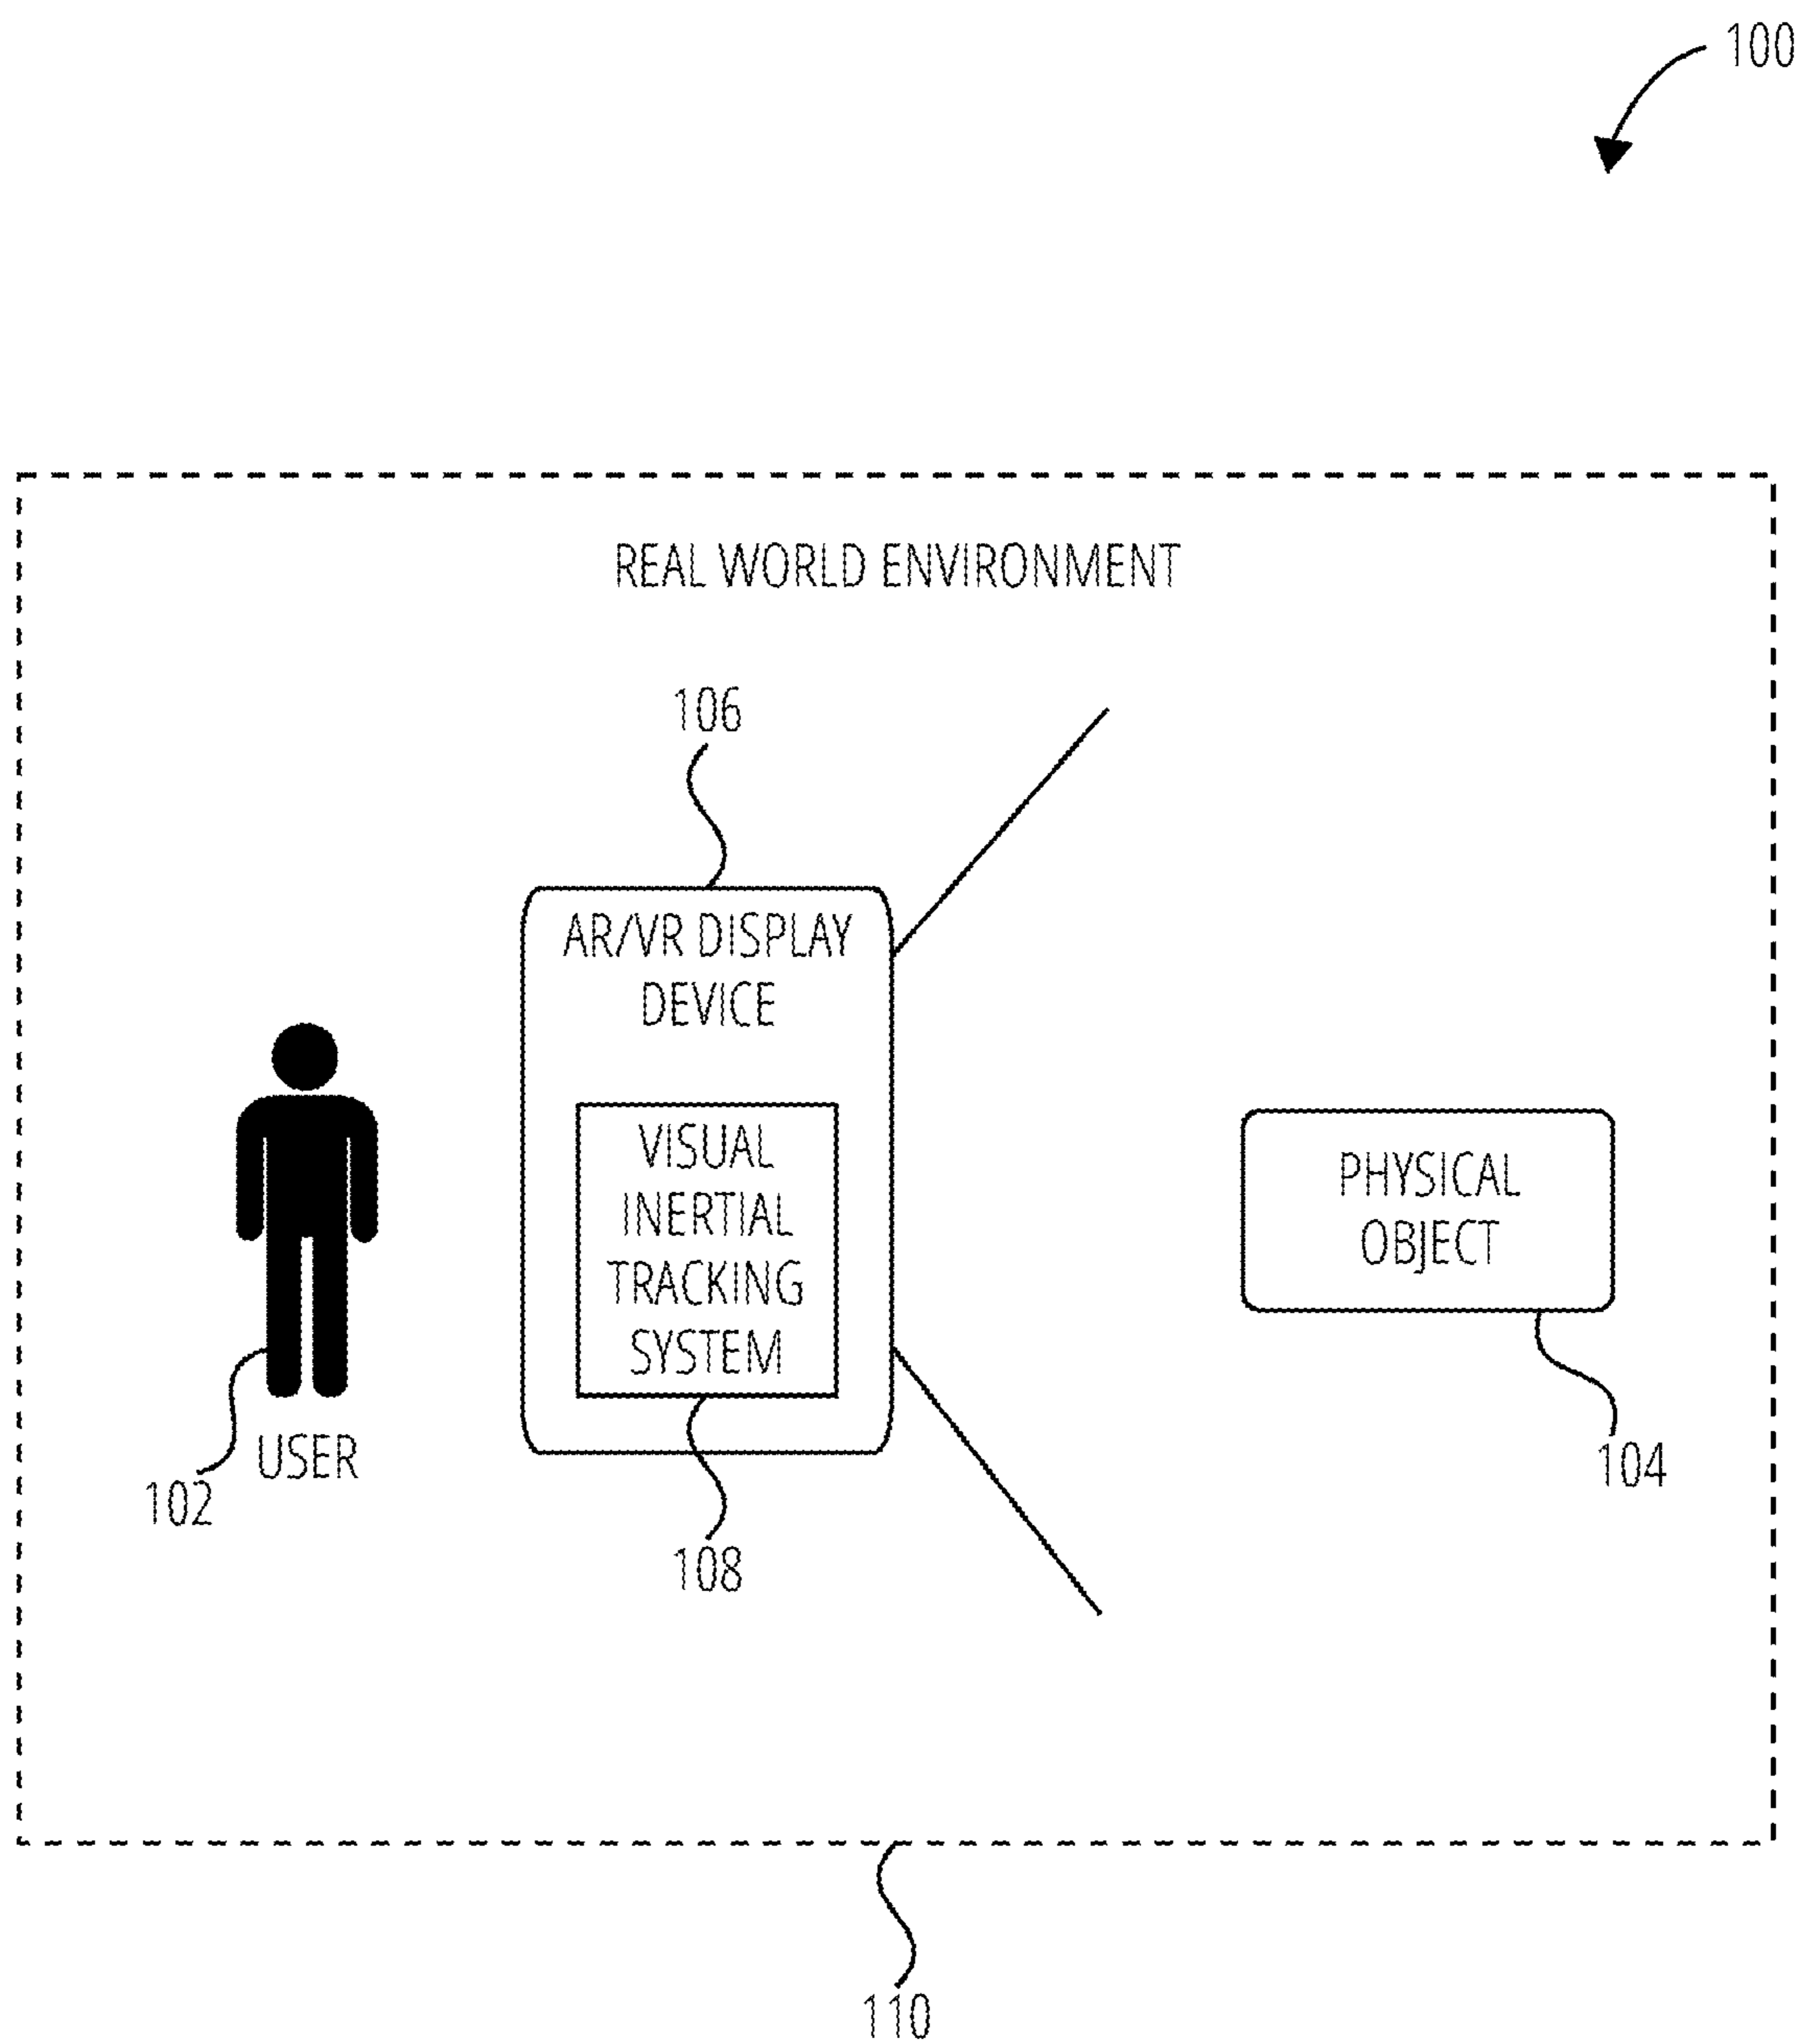 100
REAL WORLD ENVIRONMENT
106
AR/VR DISPLAY
DEVICE
VISUAL
INERTIAL
TRACKING
SYSTEM
PHYSICAL
OBJECT
USER
102
104
108
110